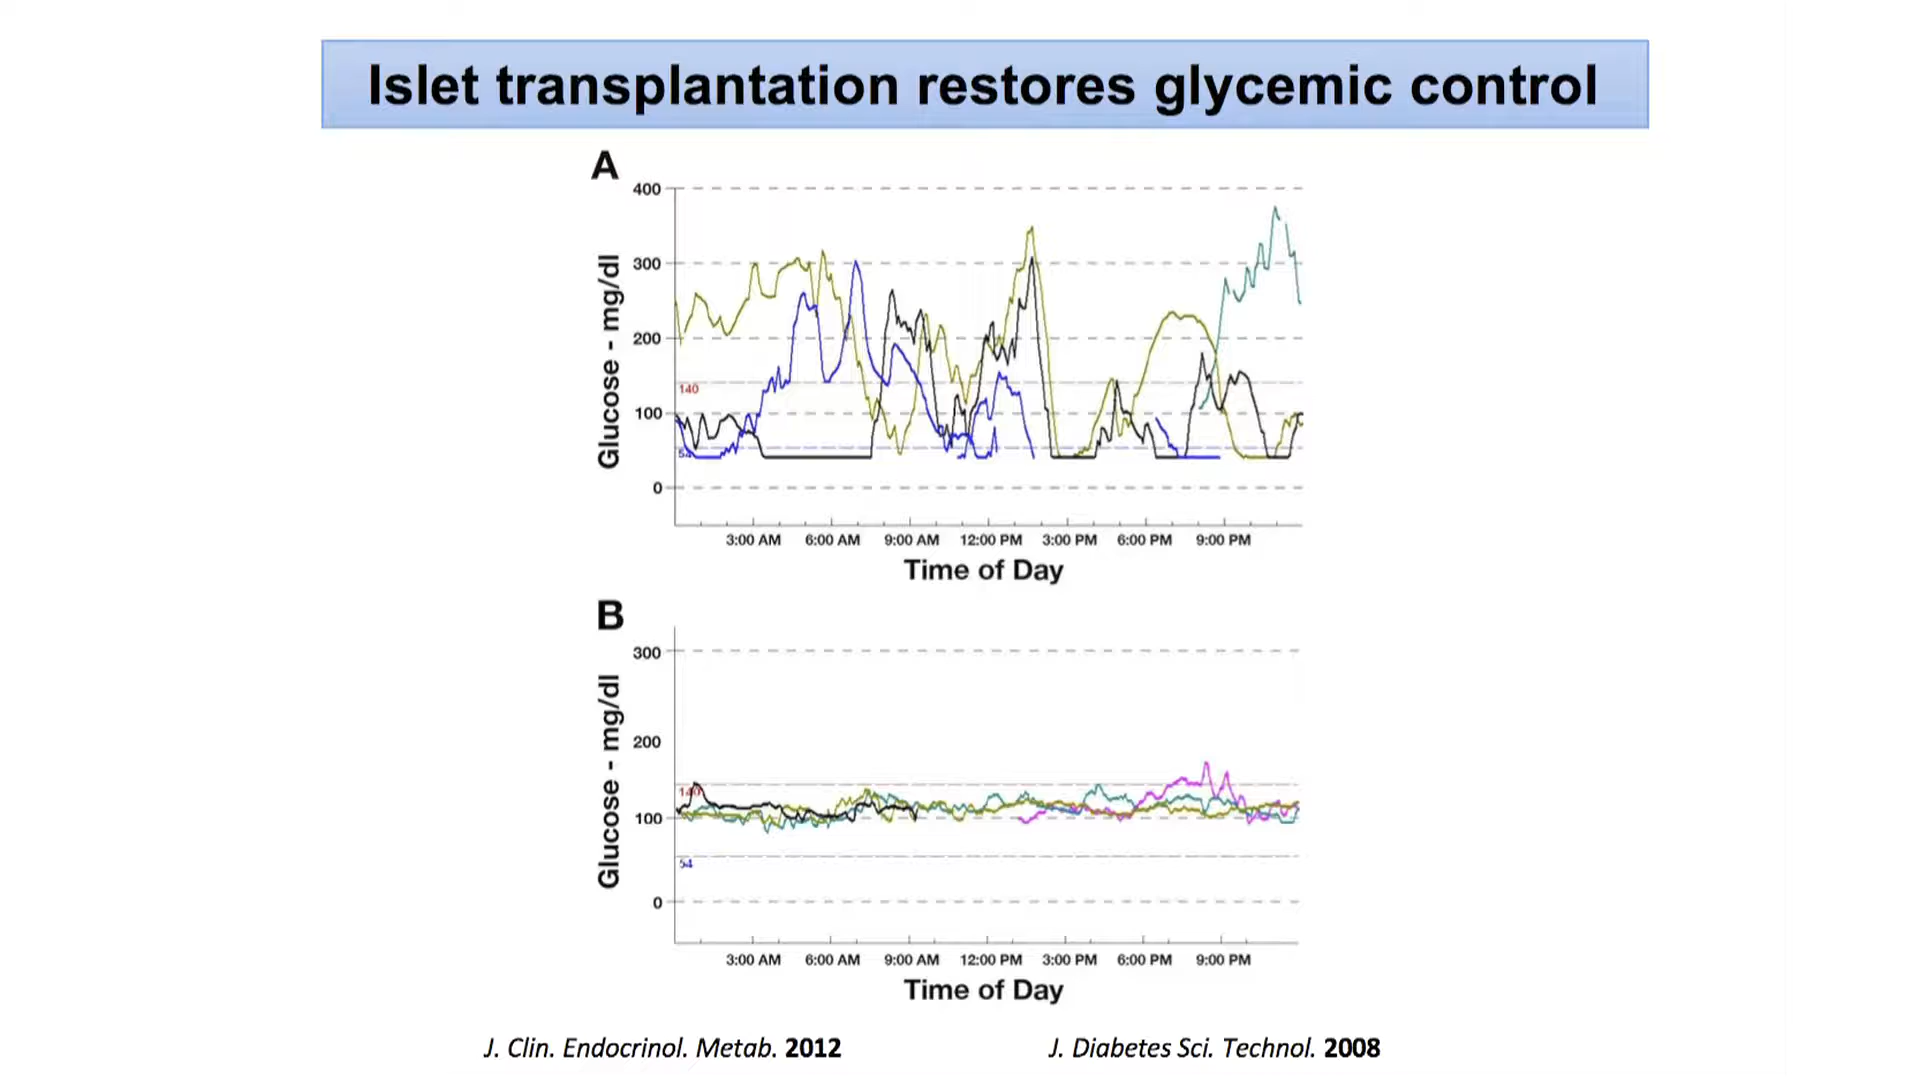 Islet transplantation restores glycemic control
A
400
300
200
140
100
54
0
Glucose - mg/dl
3:00 AM 6:00 AM 9:00 AM 12:00 PM 3:00 PM 6:00 PM 9:00 PM
Time of Day
B
300
200
140
100
54
0
Glucose - mg/dl
3:00 AM 6:00 AM 9:00 AM 12:00 PM 3:00 PM 6:00 PM 9:00 PM
Time of Day
J. Clin. Endocrinol. Metab. 2012
J. Diabetes Sci. Technol. 2008